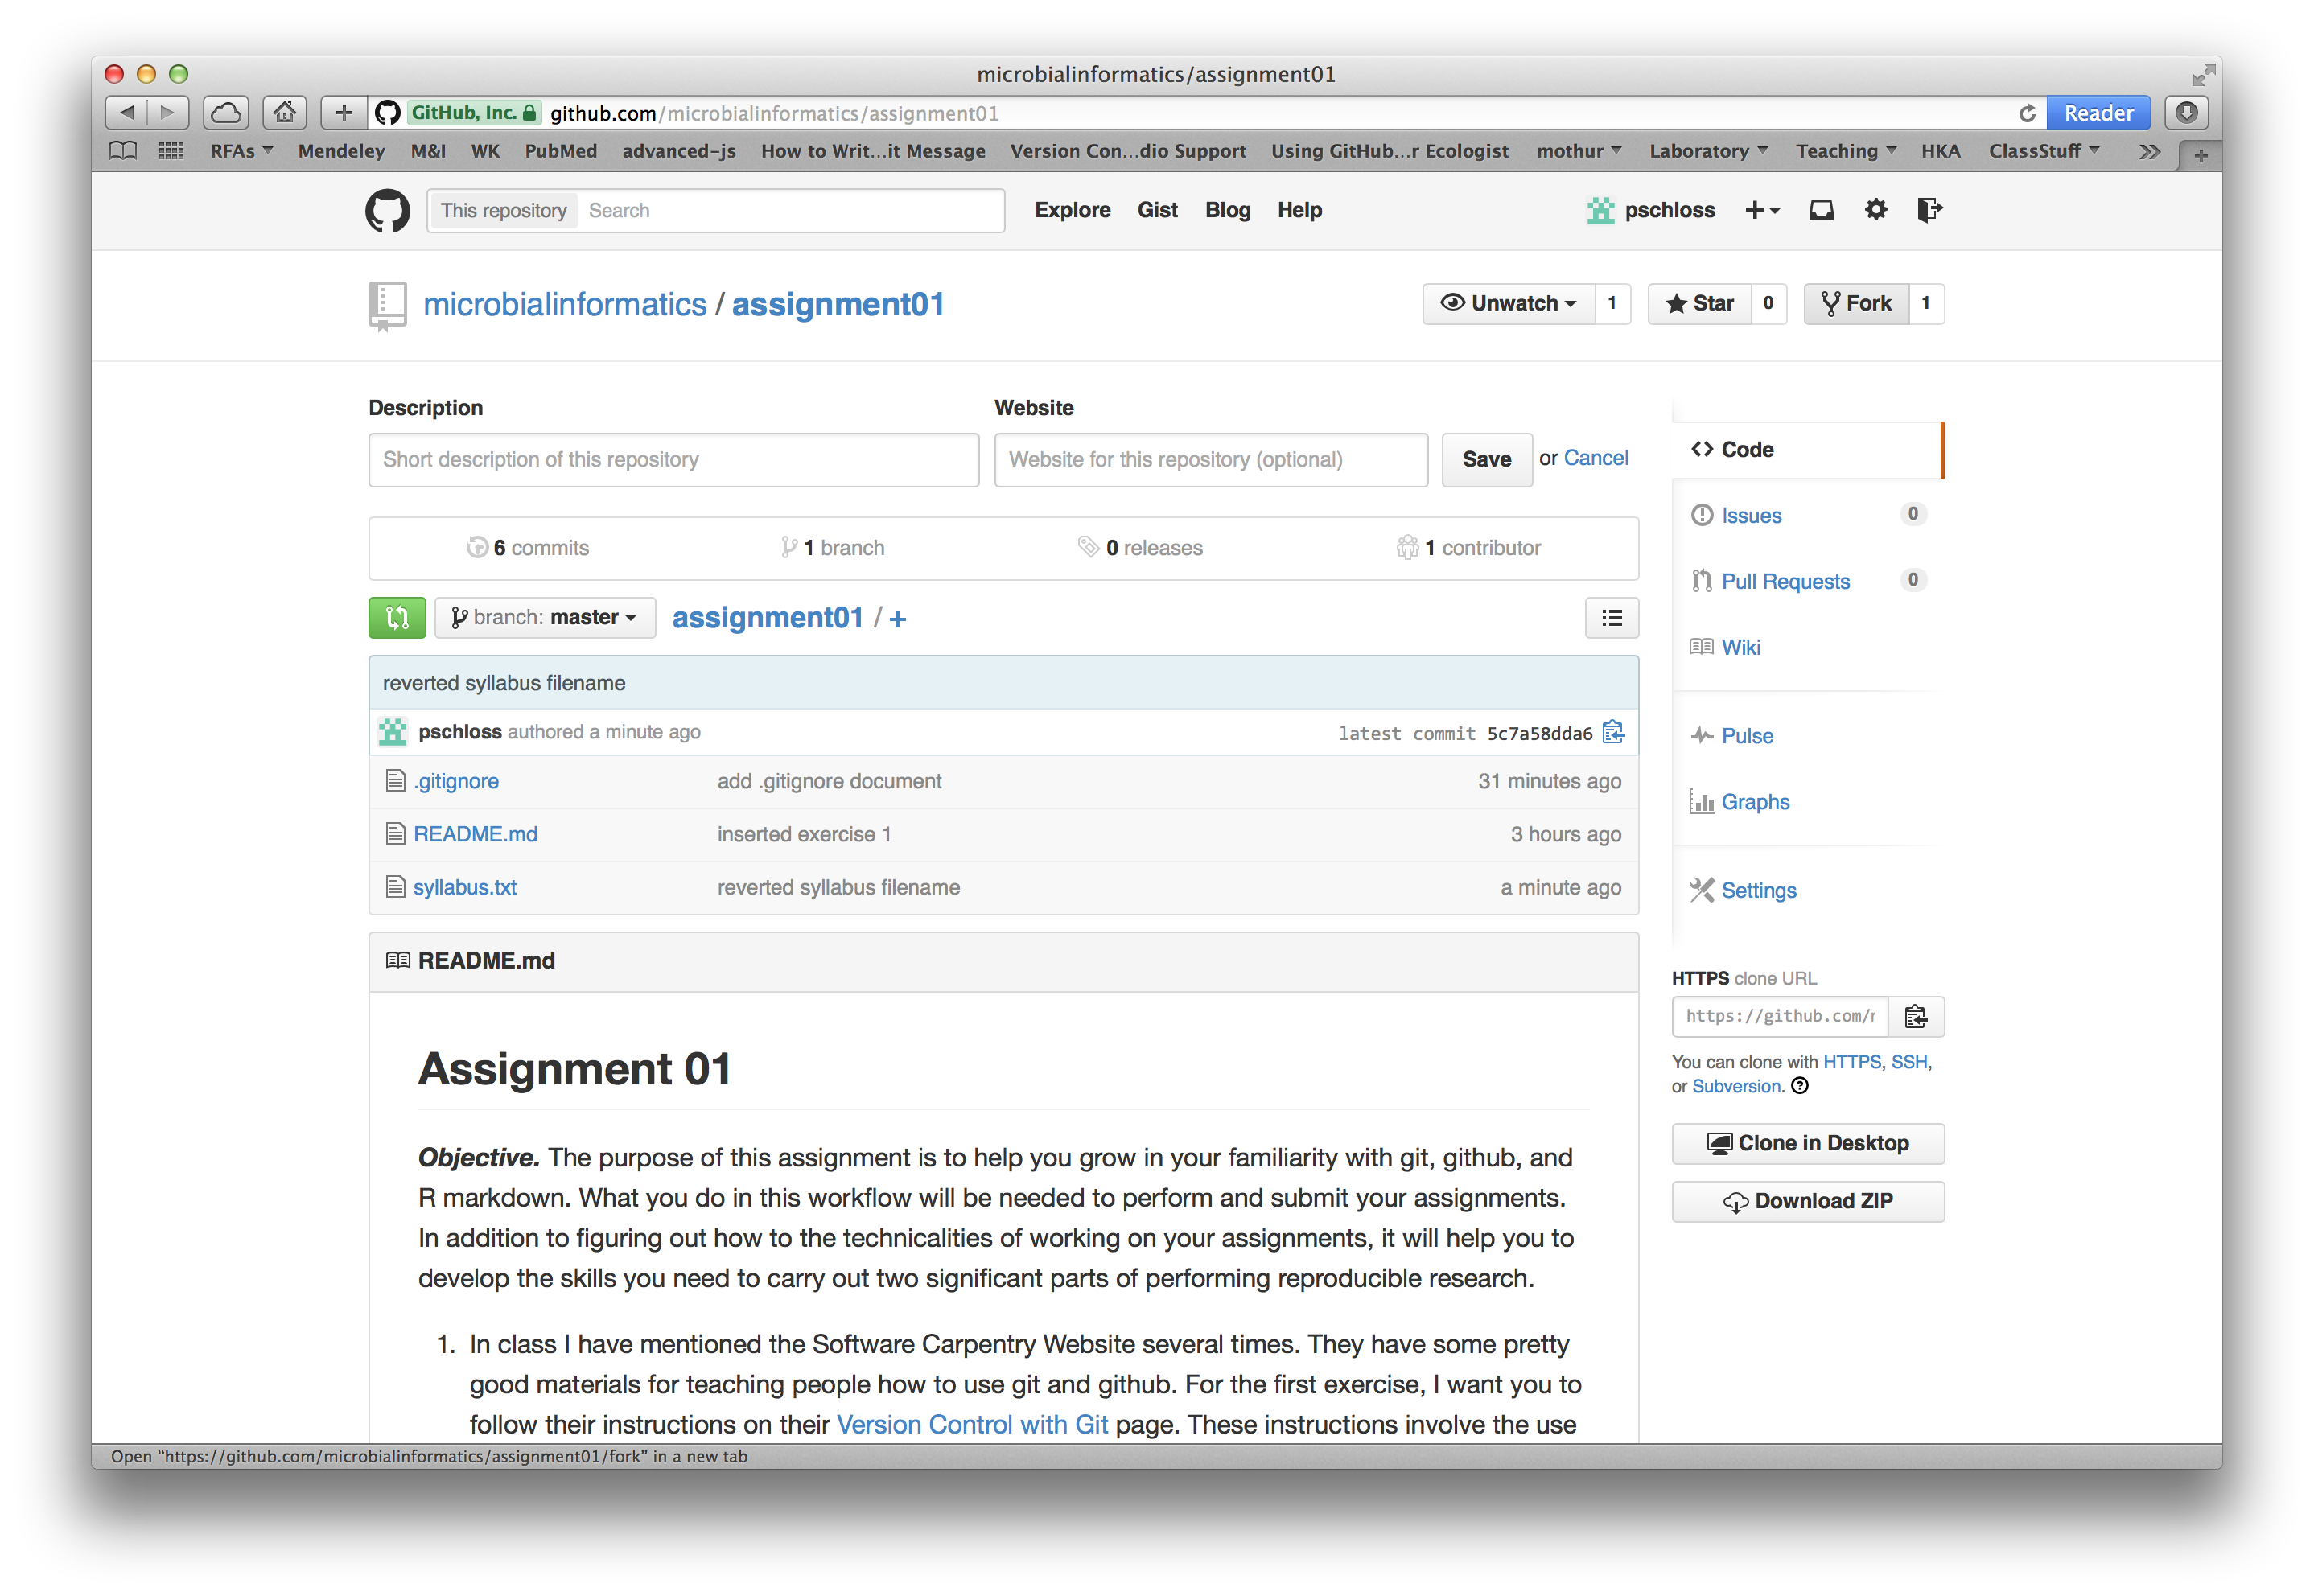 microbialinformatics/assignment01
GitHub, Inc. github.com/microbialinformatics/assignment01 Reader
RFAs Mendeley M&I WK PubMed advanced-js How to Writ...it Message Version Con...dio Support Using GitHub...r Ecologist mothur Laboratory Teaching HKA ClassStuff
This repository Search Explore Gist Blog Help pschloss
microbialinformatics / assignment01 Unwatch 1 Star 0 Fork 1
Description Website
Short description of this repository Website for this repository (optional) Save or Cancel
6 commits 1 branch 0 releases 1 contributor
branch: master assignment01 / +
reverted syllabus filename
pschloss authored a minute ago latest commit 5c7a58dda6
.gitignore add .gitignore document 31 minutes ago
README.md inserted exercise 1 3 hours ago
syllabus.txt reverted syllabus filename a minute ago
README.md
Assignment 01
Objective. The purpose of this assignment is to help you grow in your familiarity with git, github, and
R markdown. What you do in this workflow will be needed to perform and submit your assignments.
In addition to figuring out how to the technicalities of working on your assignments, it will help you to
develop the skills you need to carry out two significant parts of performing reproducible research.
1. In class I have mentioned the Software Carpentry Website several times. They have some pretty
good materials for teaching people how to use git and github. For the first exercise, I want you to
follow their instructions on their Version Control with Git page. These instructions involve the use
Code
Issues 0
Pull Requests 0
Wiki
Pulse
Graphs
Settings
HTTPS clone URL
https://github.com/
You can clone with HTTPS, SSH,
or Subversion.
Clone in Desktop
Download ZIP
Open “https://github.com/microbialinformatics/assignment01/fork” in a new tab